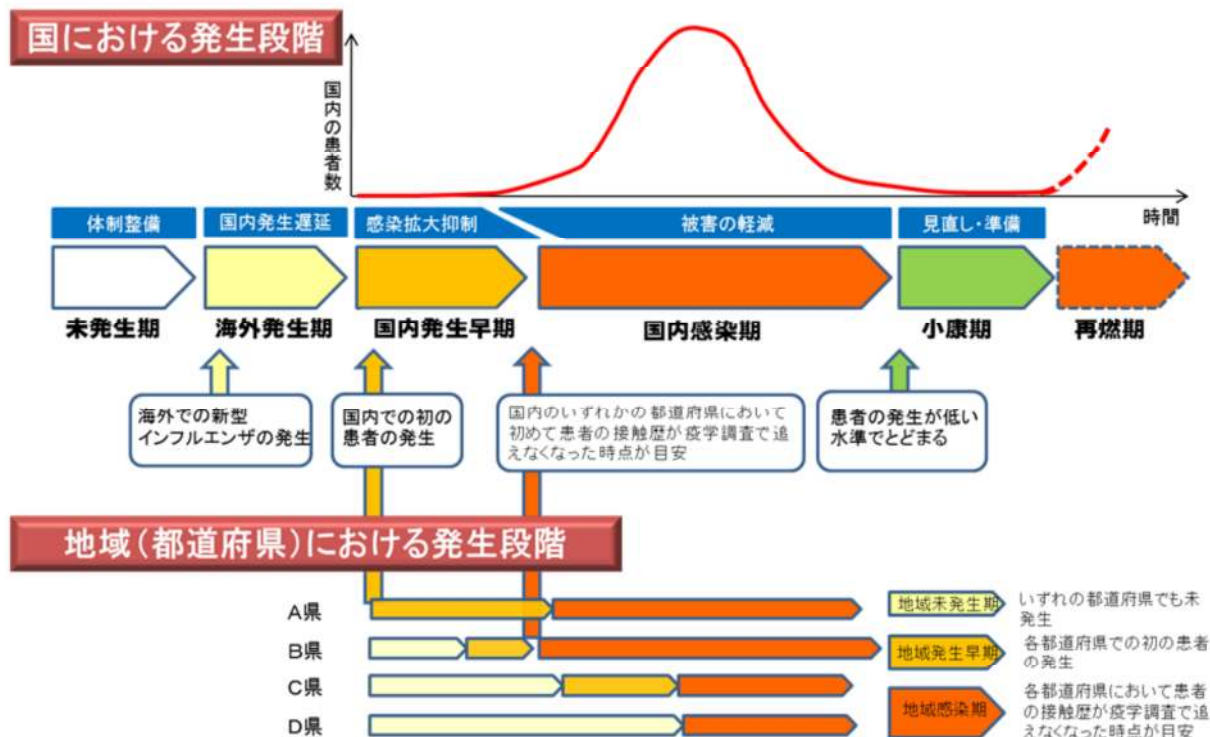 国における発生段階
国内の患者数
時間
体制整備
国内発生遅延
感染拡大抑制
被害の軽減
見直し・準備
未発生期
海外発生期
国内発生早期
国内感染期
小康期
再燃期
海外での新型
インフルエンザの発生
国内での初の
患者の発生
国内のいずれかの都道府県において
初めて患者の接触歴が疫学調査で追
えなくなった時点が目安
患者の発生が低い
水準でとどまる
地域(都道府県)における発生段階
A県
B県
C県
D県
地域未発生期
いずれの都道府県でも未
発生
地域発生早期
各都道府県での初の患者
の発生
地域感染期
各都道府県において患者
の接触歴が疫学調査で追
えなくなった時点が目安